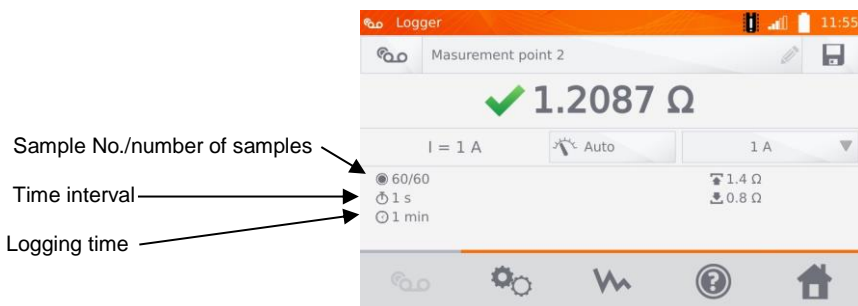 Logger 11:55
Masurement point 2
1.2087 Ω
I = 1 A Auto 1 A
Sample No./number of samples
60/60 1.4 Ω
Time interval
1 s 0.8 Ω
Logging time
1 min